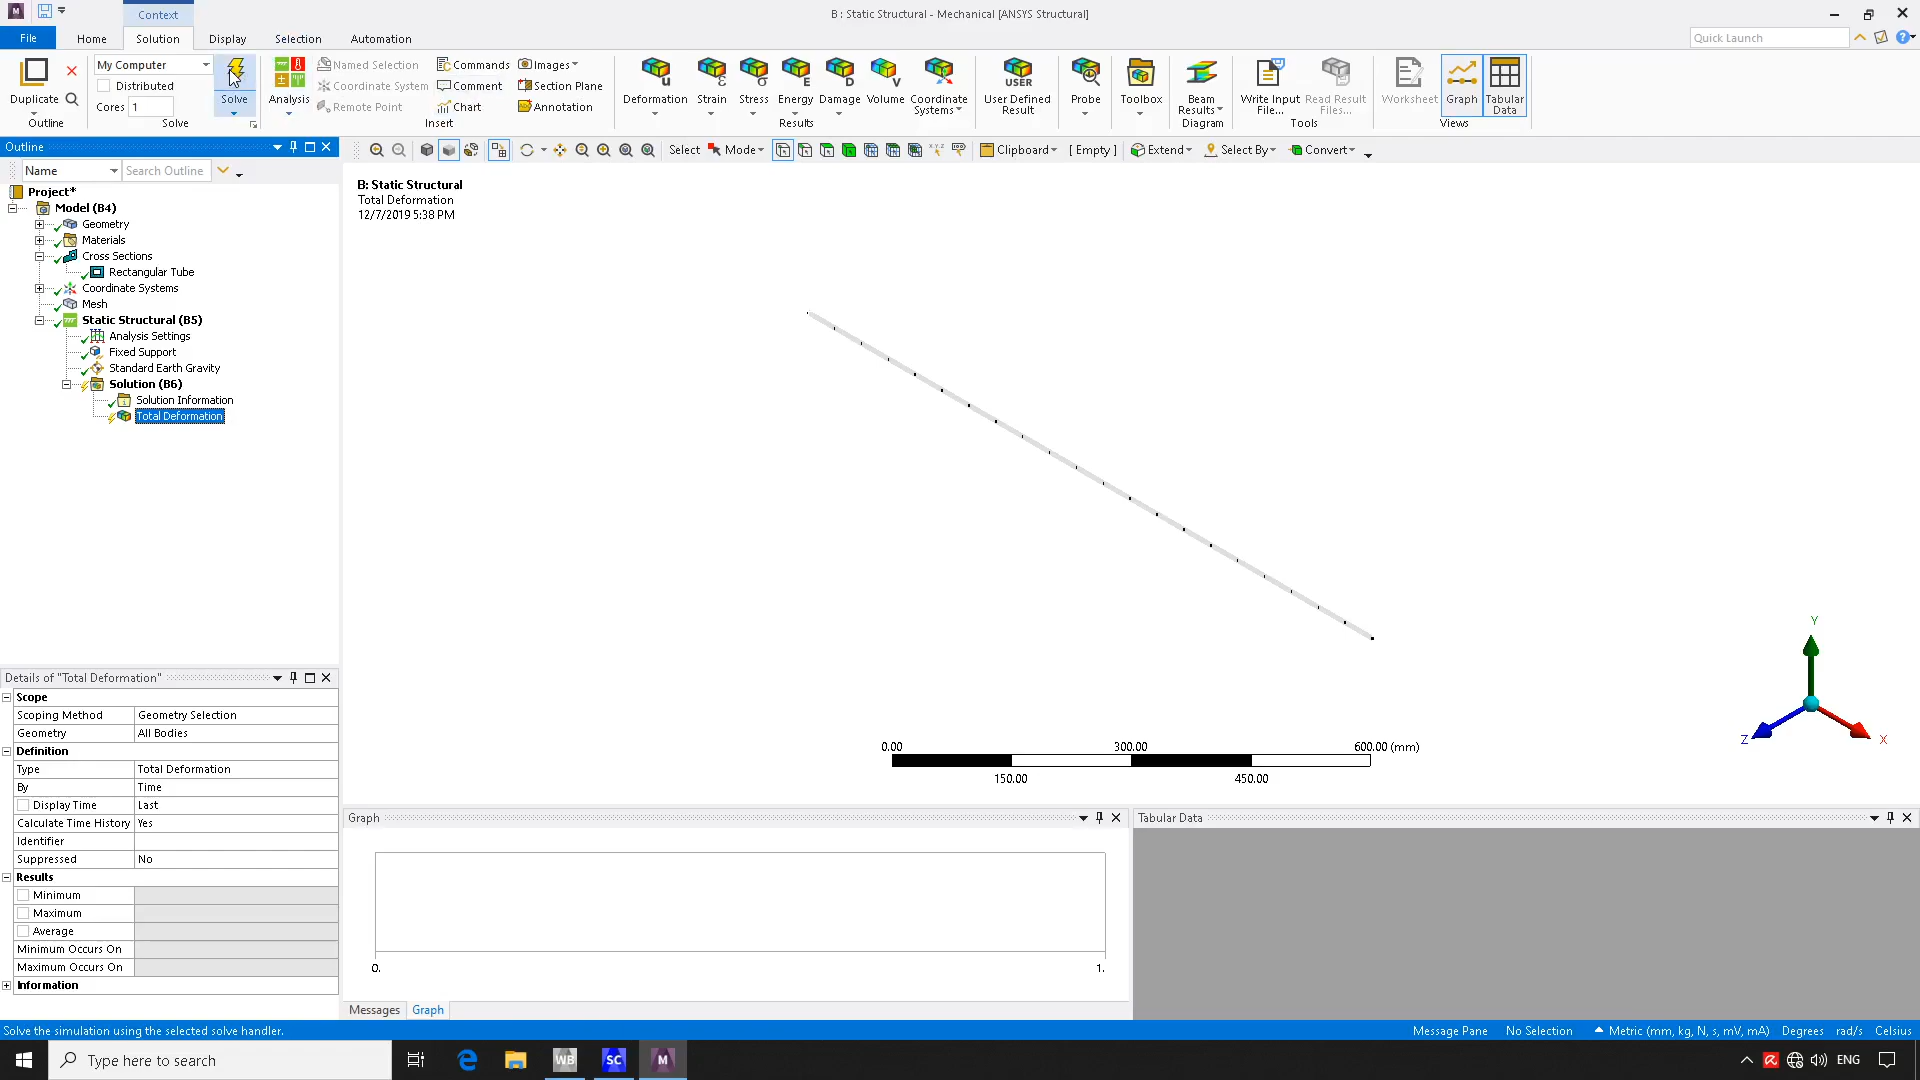 Context
B : Static Structural - Mechanical [ANSYS Structural]
File
Home
Solution
Display
Selection
Automation
Quick Launch
Duplicate
Outline
My Computer
Distributed
Cores 1
Solve
Solve
Analysis
Named Selection
Coordinate System
Remote Point
Commands
Comment
Chart
Images
Section Plane
Annotation
Insert
Deformation
Strain
Stress
Energy
Damage
Volume
Coordinate Systems
Results
User Defined Result
Probe
Toolbox
Beam Results
Diagram
Write Input File...
Read Result Files...
Tools
Worksheet
Graph
Tabular Data
Views
Outline
Name
Search Outline
Select
Mode
Clipboard
[ Empty ]
Extend
Select By
Convert
Project*
Model (B4)
Geometry
Materials
Cross Sections
Rectangular Tube
Coordinate Systems
Mesh
Static Structural (B5)
Analysis Settings
Fixed Support
Standard Earth Gravity
Solution (B6)
Solution Information
Total Deformation
B: Static Structural
Total Deformation
12/7/2019 5:38 PM
Y
Z
X
0.00
300.00
600.00 (mm)
150.00
450.00
Details of "Total Deformation"
Scope
Scoping Method Geometry Selection
Geometry All Bodies
Definition
Type Total Deformation
By Time
Display Time Last
Calculate Time History Yes
Identifier
Suppressed No
Results
Minimum
Maximum
Average
Minimum Occurs On
Maximum Occurs On
Information
Graph
0.
1.
Messages
Graph
Tabular Data
Solve the simulation using the selected solve handler.
Message Pane
No Selection
Metric (mm, kg, N, s, mV, mA)
Degrees
rad/s
Celsius
Type here to search
WB
SC
M
ENG